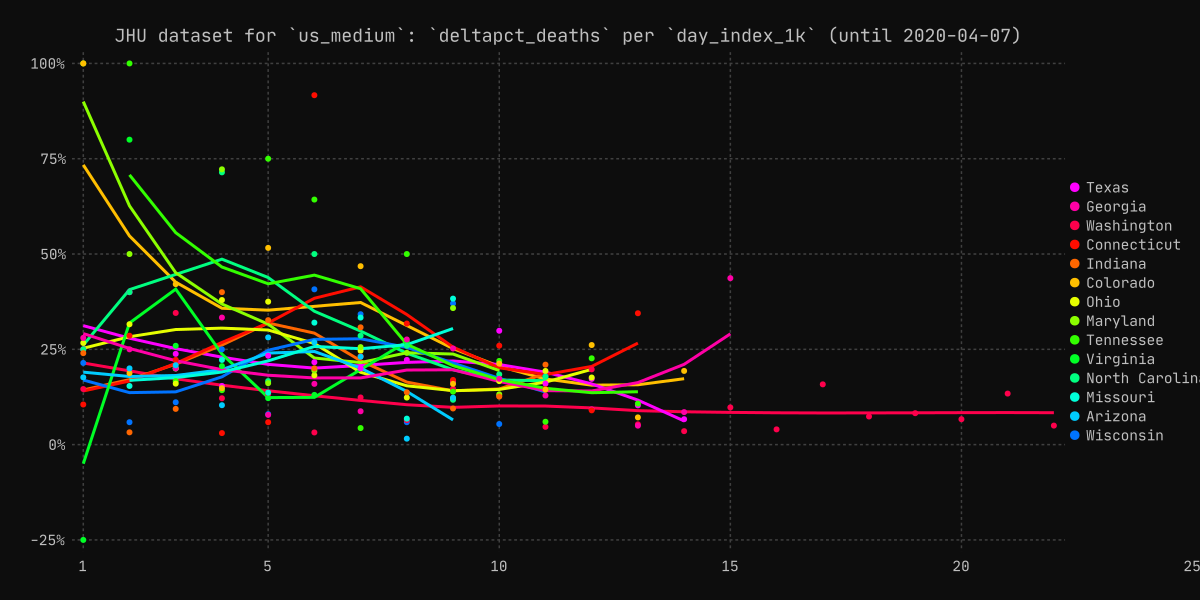 JHU dataset for `us_medium`: `deltapct_deaths` per `day_index_1k` (until 2020-04-07)
100%
75%
50%
25%
0%
−25%
1 5 10 15 20 25
Texas
Georgia
Washington
Connecticut
Indiana
Colorado
Ohio
Maryland
Tennessee
Virginia
North Carolina
Missouri
Arizona
Wisconsin